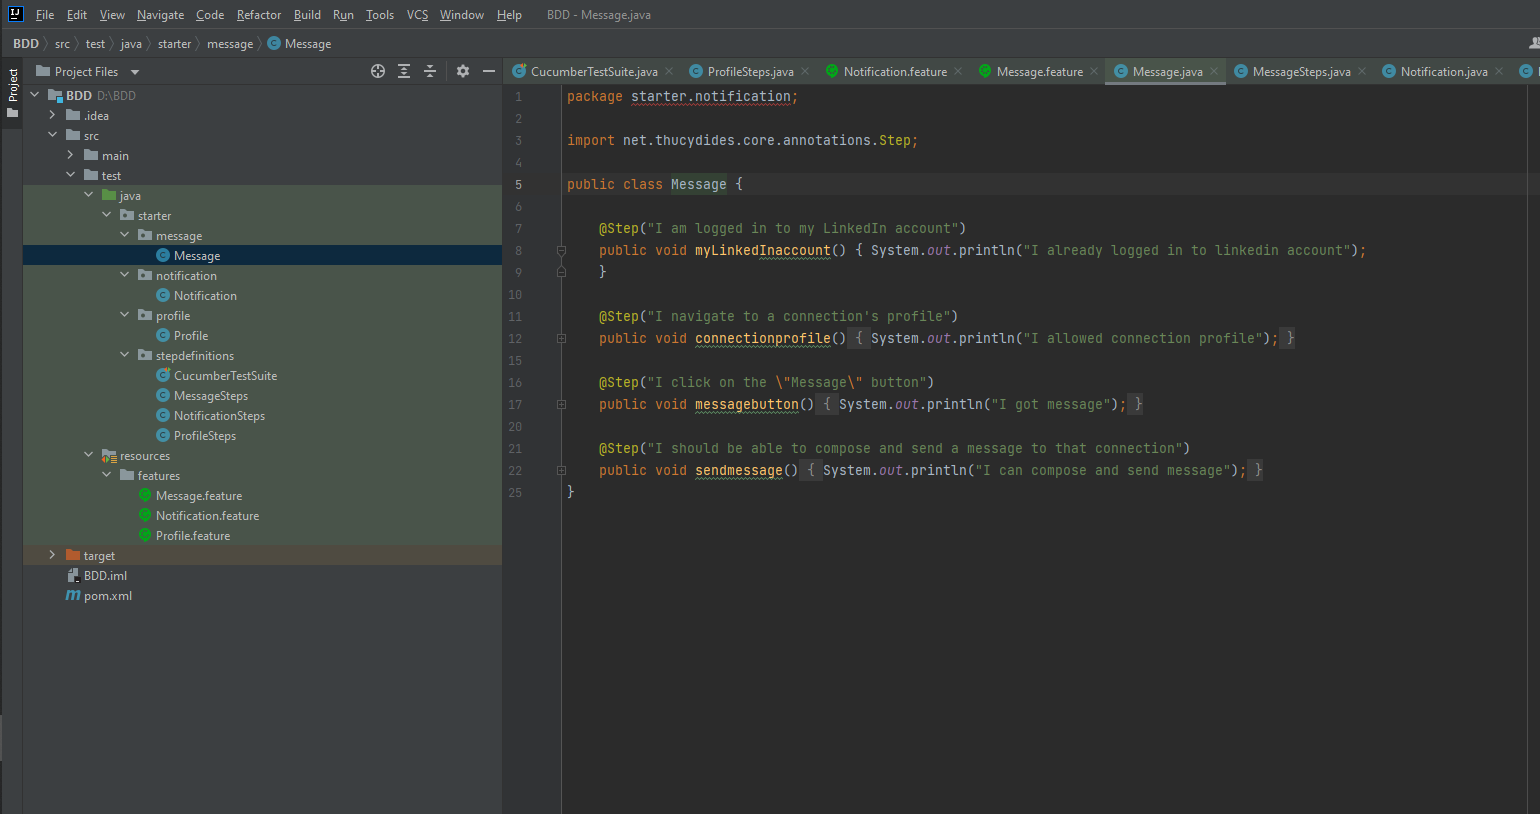 IJ File Edit View Navigate Code Refactor Build Run Tools VCS Window Help BDD - Message.java
BDD src test java starter message C Message
Project
Project Files
CucumberTestSuite.java ProfileSteps.java Notification.feature Message.feature Message.java MessageSteps.java Notification.java
BDD D:\BDD
.idea
src
main
test
java
starter
message
Message
notification
Notification
profile
Profile
stepdefinitions
CucumberTestSuite
MessageSteps
NotificationSteps
ProfileSteps
resources
features
Message.feature
Notification.feature
Profile.feature
target
BDD.iml
m pom.xml
1 package starter.notification;
2
3 import net.thucydides.core.annotations.Step;
4
5 public class Message {
6
7 @Step("I am logged in to my LinkedIn account")
8 public void myLinkedInaccount() { System.out.println("I already logged in to linkedin account");
9 }
10
11 @Step("I navigate to a connection's profile")
12 public void connectionprofile() { System.out.println("I allowed connection profile"); }
15
16 @Step("I click on the \"Message\" button")
17 public void messagebutton() { System.out.println("I got message"); }
20
21 @Step("I should be able to compose and send a message to that connection")
22 public void sendmessage() { System.out.println("I can compose and send message"); }
25 }